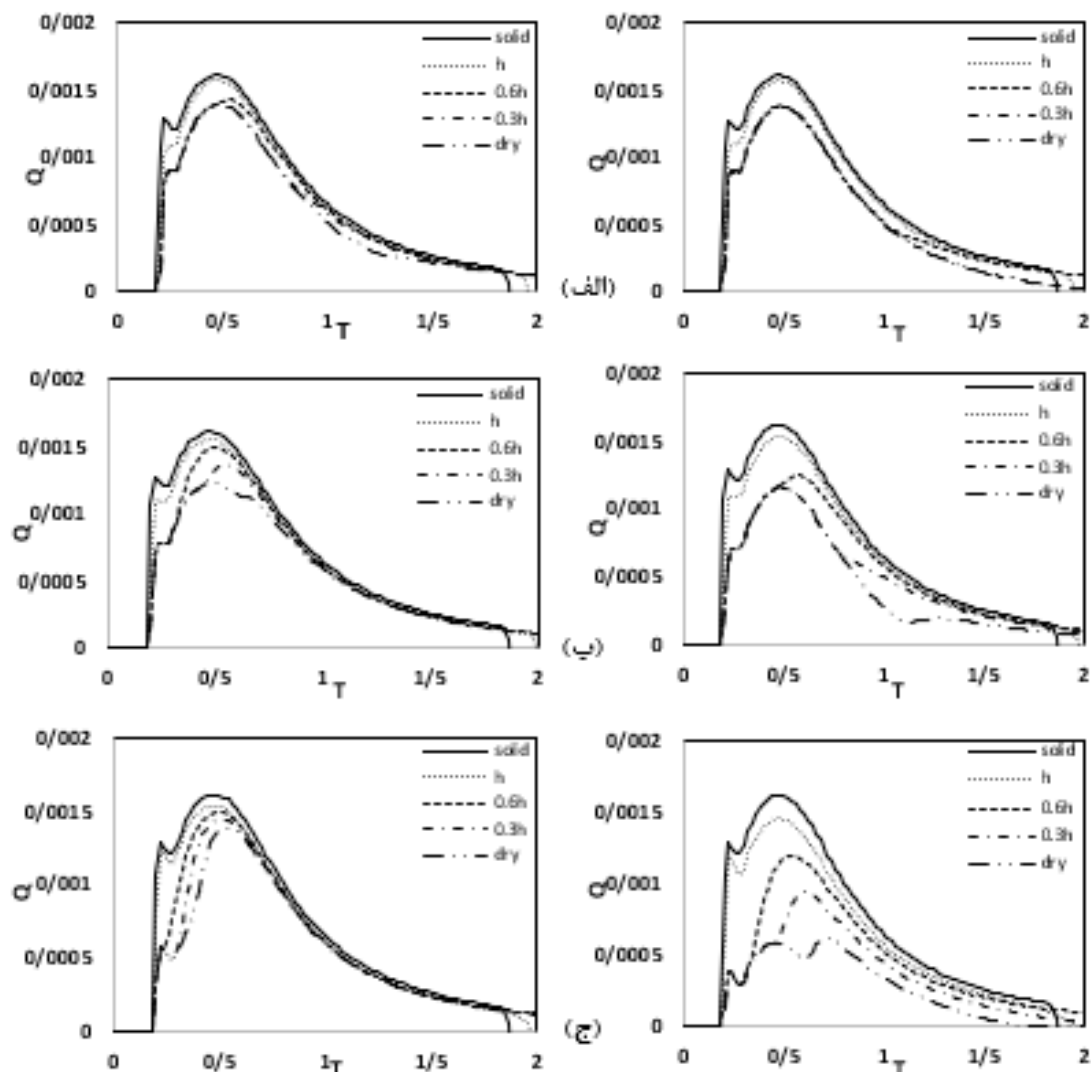 0/002
0/0015
0/001
0/0005
0
Q
0
0/5
1
1/5
2
T
solid
h
0.6h
0.3h
dry
0/002
0/0015
0/001
0/0005
0
Q
0
0/5
1
1/5
2
T
solid
h
0.6h
0.3h
dry
(الف)
0/002
0/0015
0/001
0/0005
0
Q
0
0/5
1
1/5
2
T
solid
h
0.6h
0.3h
dry
0/002
0/0015
0/001
0/0005
0
Q
0
0/5
1
1/5
2
T
solid
h
0.6h
0.3h
dry
(ب)
0/002
0/0015
0/001
0/0005
0
Q
0
0/5
1
1/5
2
T
solid
h
0.6h
0.3h
dry
0/002
0/0015
0/001
0/0005
0
Q
0
0/5
1
1/5
2
T
solid
h
0.6h
0.3h
dry
(ج)